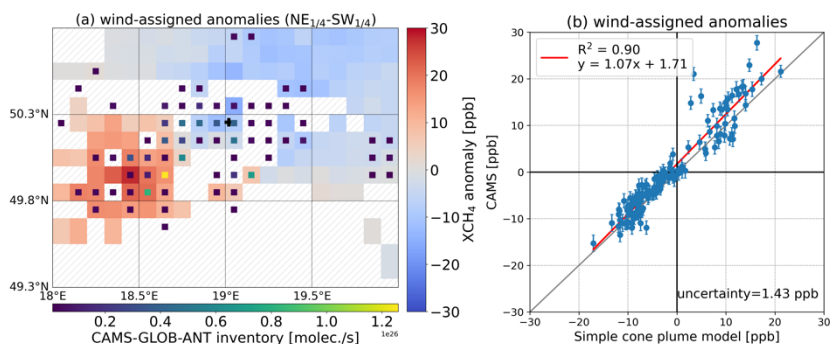 (a) wind-assigned anomalies (NE1/4-SW1/4)
50.3°N
49.8°N
49.3°N
18°E 18.5°E 19°E 19.5°E
30
20
10
0
−10
−20
−30
XCH4 anomaly [ppb]
0.2 0.4 0.6 0.8 1.0 1.2
1e26
CAMS-GLOB-ANT inventory [molec./s]
(b) wind-assigned anomalies
R2 = 0.90
y = 1.07x + 1.71
30
20
10
0
−10
−20
−30
CAMS [ppb]
uncertainty=1.43 ppb
−30 −20 −10 0 10 20 30
Simple cone plume model [ppb]